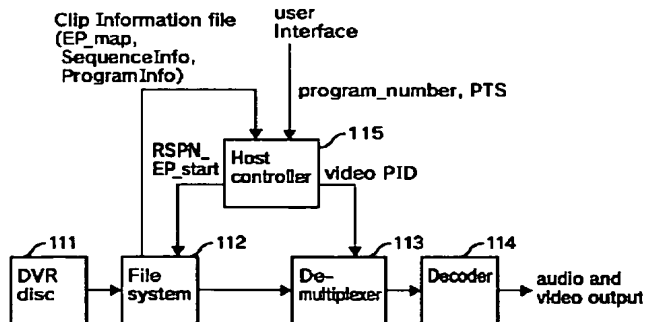 Clip Information file
(EP_map,
SequenceInfo,
ProgramInfo)
user
Interface
program_number, PTS
115
RSPN_
EP_start
Host
controller
video PID
111
112
113
114
DVR
disc
File
system
De-
multiplexer
Decoder
audio and
video output